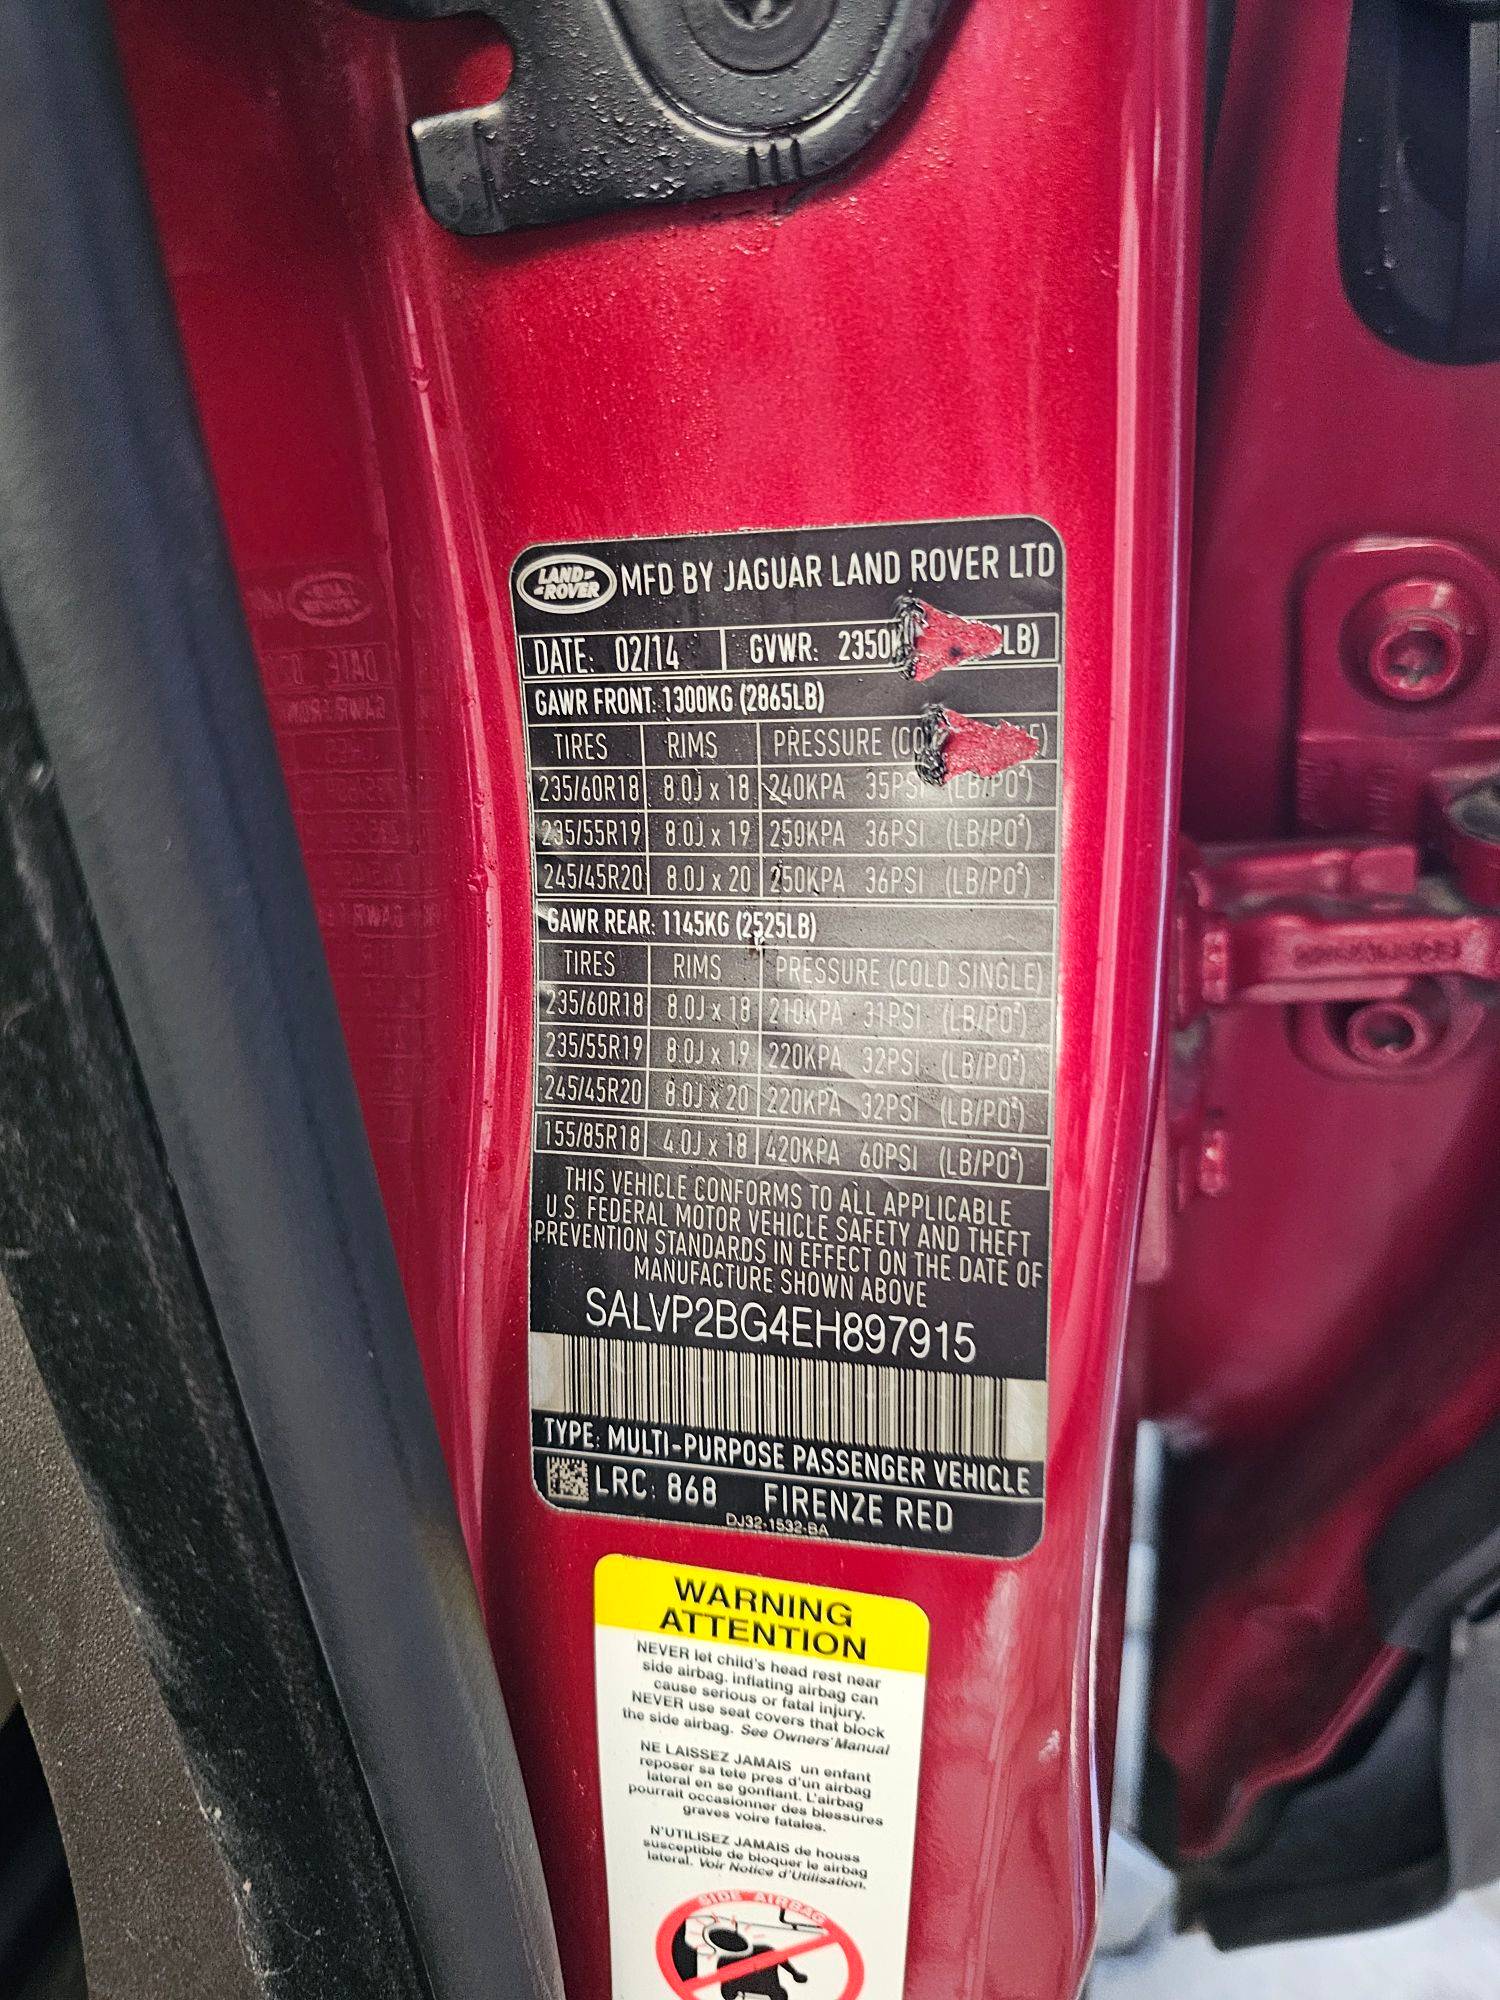 LAND-
-ROVER
MFD BY JAGUAR LAND ROVER LTD
DATE: 02/14 GVWR: 2350K LB)
GAWR FRONT: 1300KG (2865LB)
TIRES RIMS PRESSURE (CO
235/60R18 8.0J x 18 240KPA 35PSI (LB/PO²)
235/55R19 8.0J x 19 250KPA 36PSI (LB/PO²)
245/45R20 8.0J x 20 250KPA 36PSI (LB/PO²)
GAWR REAR: 1145KG (2525LB)
TIRES RIMS PRESSURE (COLD SINGLE)
235/60R18 8.0J x 18 210KPA 31PSI (LB/PO²)
235/55R19 8.0J x 19 220KPA 32PSI (LB/PO²)
245/45R20 8.0J x 20 220KPA 32PSI (LB/PO²)
155/85R18 4.0J x 18 420KPA 60PSI (LB/PO²)
THIS VEHICLE CONFORMS TO ALL APPLICABLE
U.S. FEDERAL MOTOR VEHICLE SAFETY AND THEFT
PREVENTION STANDARDS IN EFFECT ON THE DATE OF
MANUFACTURE SHOWN ABOVE
SALVP2BG4EH897915
TYPE: MULTI-PURPOSE PASSENGER VEHICLE
LRC: 868 FIRENZE RED
DJ32-1532-BA
WARNING
ATTENTION
NEVER let child's head rest near
side airbag. inflating airbag can
cause serious or fatal injury.
NEVER use seat covers that block
the side airbag. See Owners' Manual
NE LAISSEZ JAMAIS un enfant
reposer sa tete pres d'un airbag
lateral en se gonflant. L'airbag
pourrait occasionner des blessures
graves voire fatales.
N'UTILISEZ JAMAIS de houss
susceptible de bloquer le airbag
lateral. Voir Notice d'Utilisation.
SIDE AIRBAG